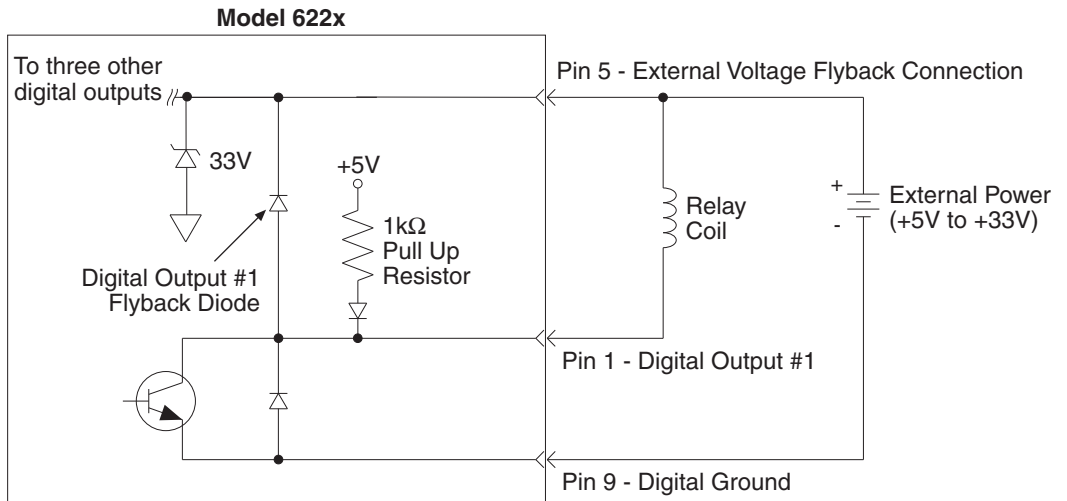 Model 622x
To three other
digital outputs
Pin 5 - External Voltage Flyback Connection
33V
+5V
1kΩ
Pull Up
Resistor
Digital Output #1
Flyback Diode
Relay
Coil
+
-
External Power
(+5V to +33V)
Pin 1 - Digital Output #1
Pin 9 - Digital Ground